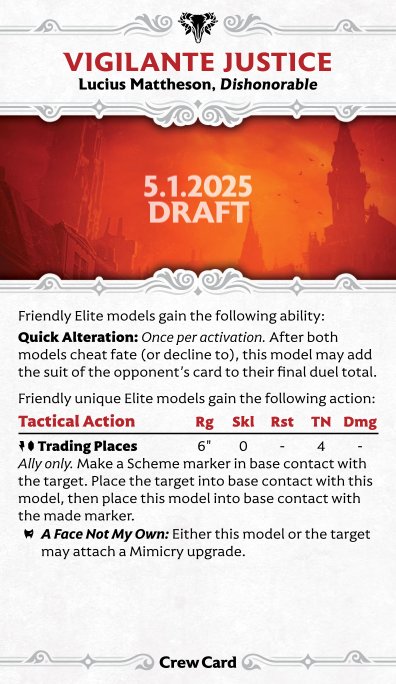 VIGILANTE JUSTICE
Lucius Mattheson, Dishonorable
5.1.2025
DRAFT
Friendly Elite models gain the following ability:
Quick Alteration: Once per activation. After both
models cheat fate (or decline to), this model may add
the suit of the opponent's card to their final duel total.
Friendly unique Elite models gain the following action:
Tactical Action Rg Skl Rst TN Dmg
Trading Places 6" 0 - 4 -
Ally only. Make a Scheme marker in base contact with
the target. Place the target into base contact with this
model, then place this model into base contact with
the made marker.
A Face Not My Own: Either this model or the target
may attach a Mimicry upgrade.
Crew Card